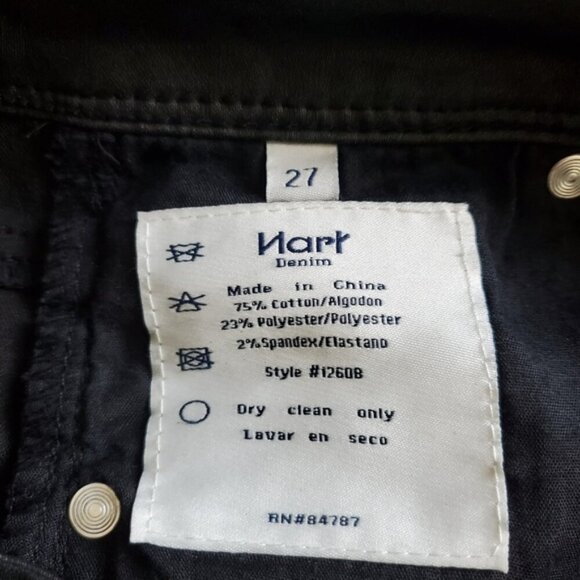 27
Hart
Denim
Made in China
75% Cotton/Algodon
23% Polyester/Polyester
2%Spandex/Elastano
Style #1260B
Dry clean only
Lavar en seco
RN#84787